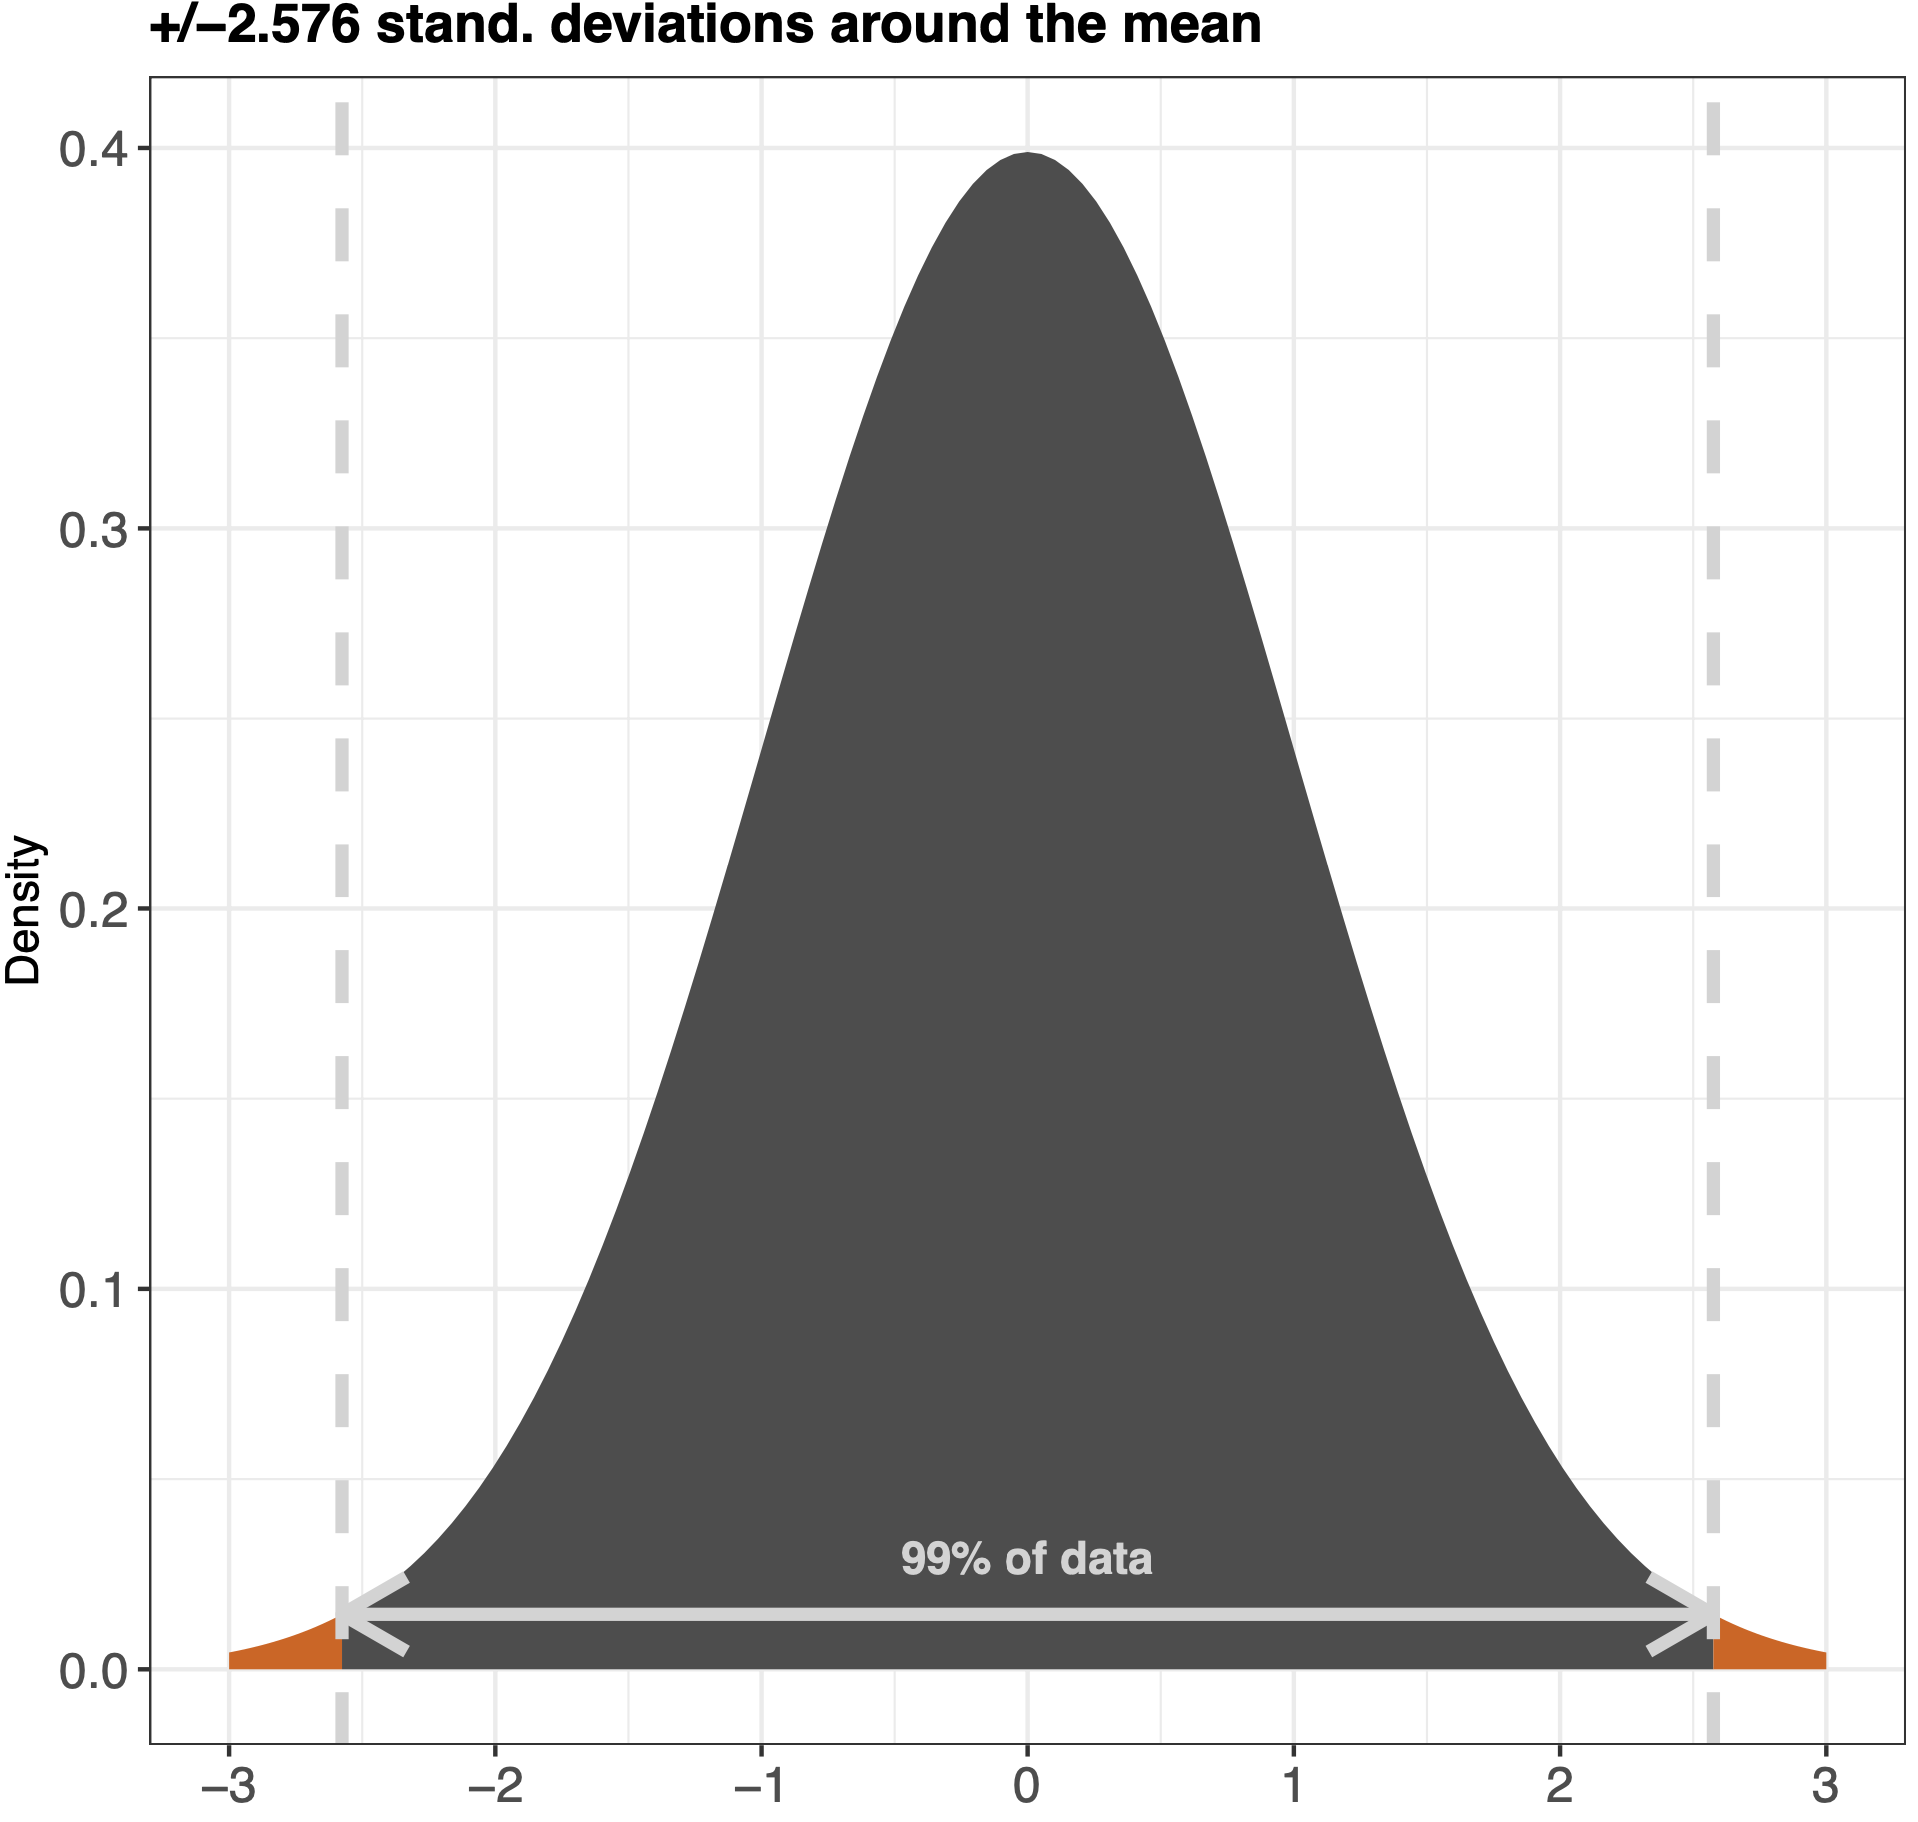 +/−2.576 stand. deviations around the mean
0.4
0.3
0.2
0.1
0.0
Density
99% of data
−3 −2 −1 0 1 2 3